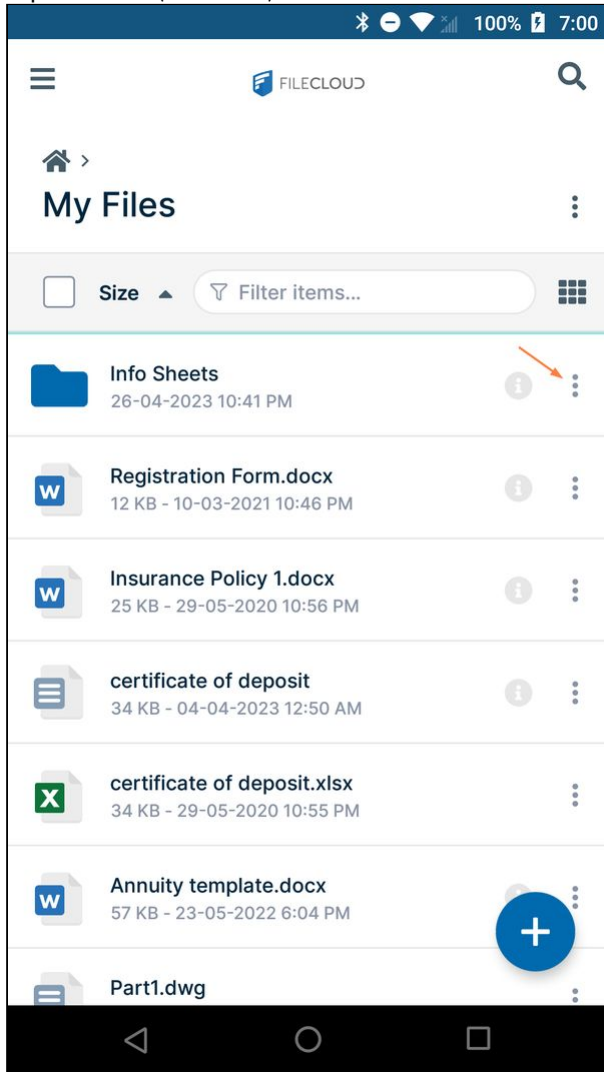 100% 7:00
FILECLOUD
My Files
Size Filter items...
Info Sheets
26-04-2023 10:41 PM
Registration Form.docx
12 KB - 10-03-2021 10:46 PM
Insurance Policy 1.docx
25 KB - 29-05-2020 10:56 PM
certificate of deposit
34 KB - 04-04-2023 12:50 AM
certificate of deposit.xlsx
34 KB - 29-05-2020 10:55 PM
Annuity template.docx
57 KB - 23-05-2022 6:04 PM
Part1.dwg